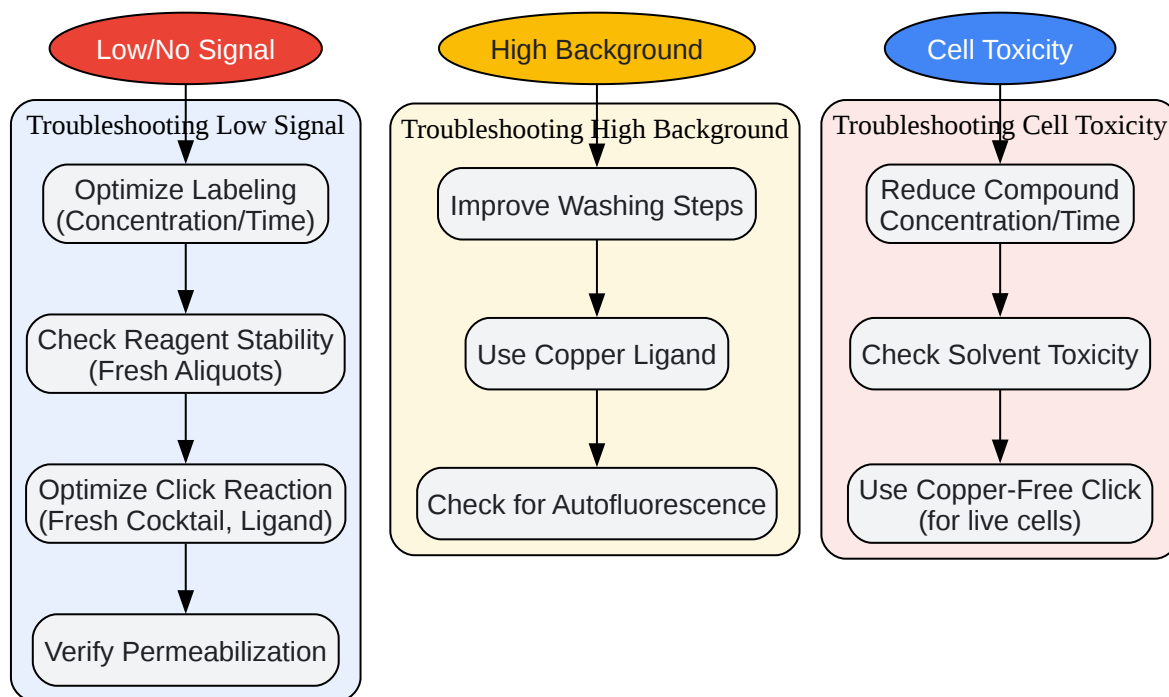 Low/No Signal
Troubleshooting Low Signal
Optimize Labeling
(Concentration/Time)
Check Reagent Stability
(Fresh Aliquots)
Optimize Click Reaction
(Fresh Cocktail, Ligand)
Verify Permeabilization
High Background
Troubleshooting High Background
Improve Washing Steps
Use Copper Ligand
Check for Autofluorescence
Cell Toxicity
Troubleshooting Cell Toxicity
Reduce Compound
Concentration/Time
Check Solvent Toxicity
Use Copper-Free Click
(for live cells)